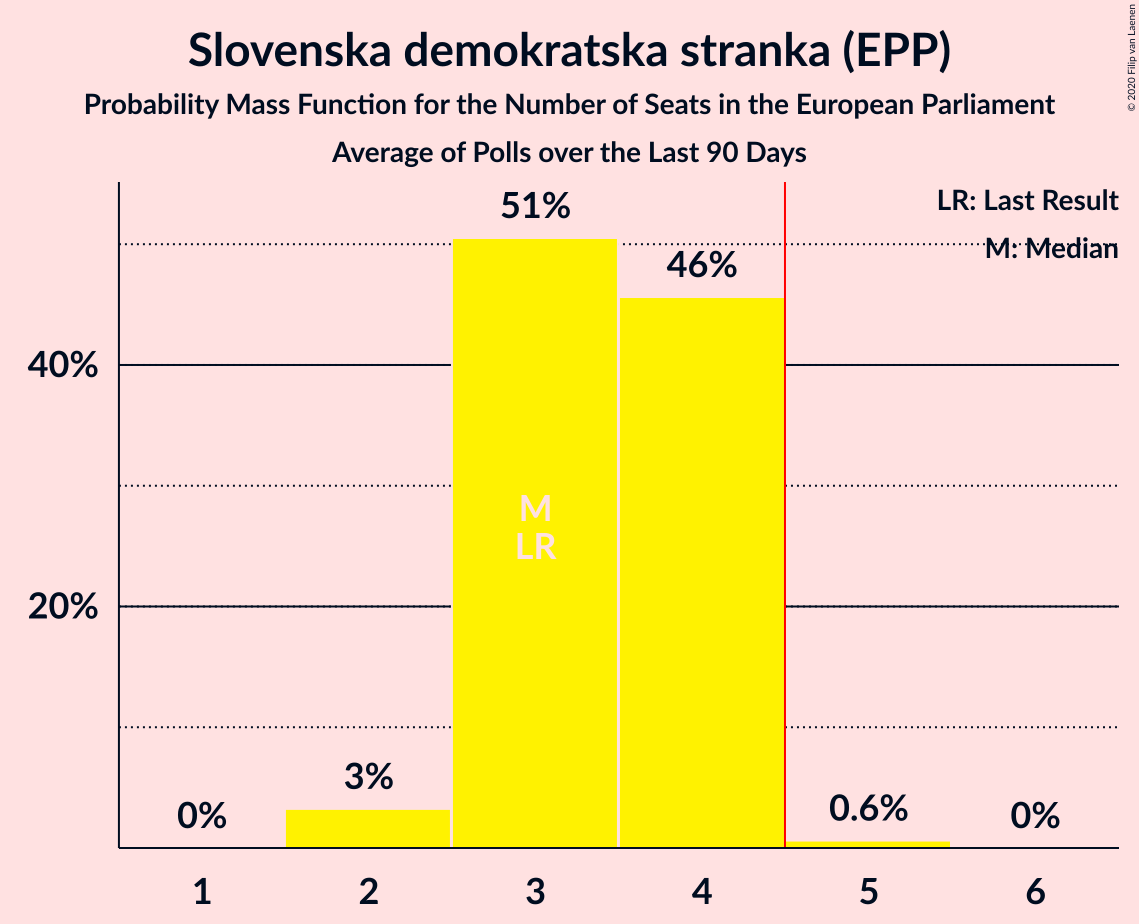 Slovenska demokratska stranka (EPP)
Probability Mass Function for the Number of Seats in the European Parliament
Average of Polls over the Last 90 Days
© 2020 Filip van Laenen
LR: Last Result
M: Median
51%
46%
40%
M
LR
20%
3%
0.6%
0%
0%
1 2 3 4 5 6